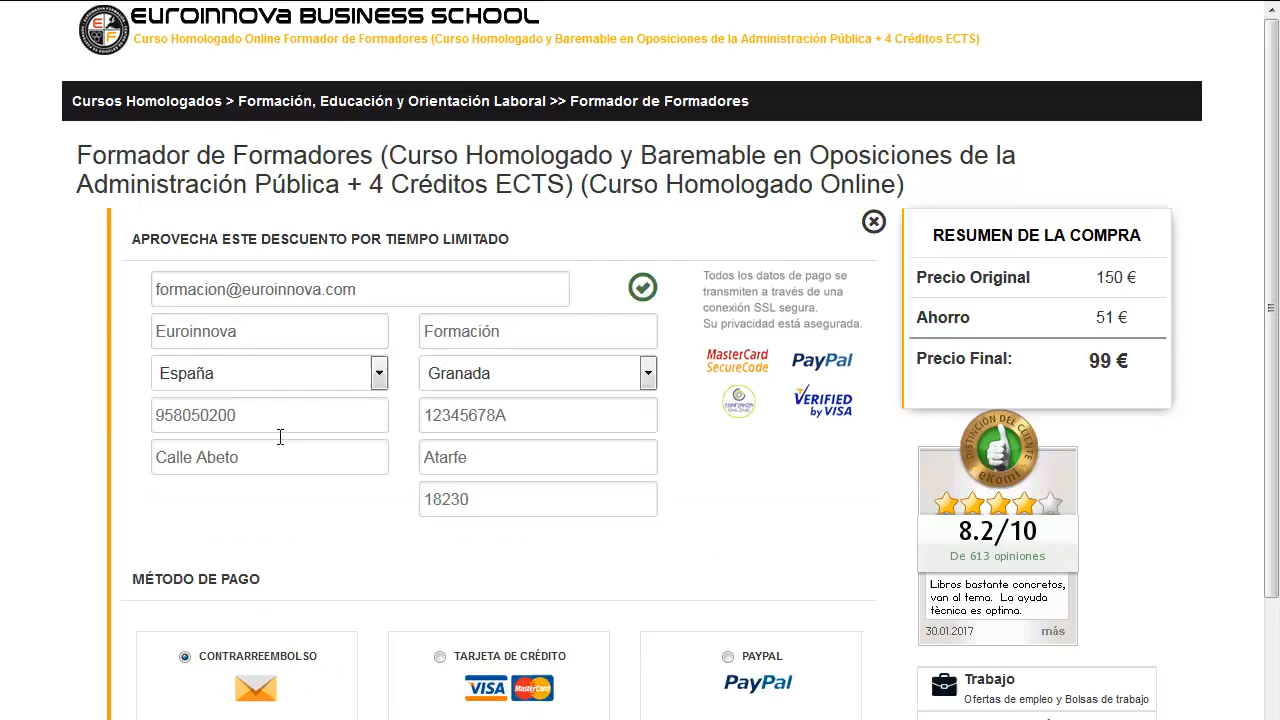 EUROINNOVA BUSINESS SCHOOL
Curso Homologado Online Formador de Formadores (Curso Homologado y Baremable en Oposiciones de la Administración Pública + 4 Créditos ECTS)
Cursos Homologados > Formación, Educación y Orientación Laboral >> Formador de Formadores
Formador de Formadores (Curso Homologado y Baremable en Oposiciones de la
Administración Pública + 4 Créditos ECTS) (Curso Homologado Online)
APROVECHA ESTE DESCUENTO POR TIEMPO LIMITADO
formacion@euroinnova.com
Euroinnova
Formación
España
Granada
958050200
12345678A
Calle Abeto
Atarfe
18230
Todos los datos de pago se
transmiten a través de una
conexión SSL segura.
Su privacidad está asegurada.
MasterCard
SecureCode
PayPal
CONFIANZA
ONLINE
VERIFIED
by VISA
RESUMEN DE LA COMPRA
Precio Original 150 €
Ahorro 51 €
Precio Final: 99 €
DISTINCIÓN DEL CLIENTE
eKomi
8.2/10
De 613 opiniones
Libros bastante concretos,
van al tema. La ayuda
tècnica es optima.
30.01.2017 más
Trabajo
Ofertas de empleo y Bolsas de trabajo
MÉTODO DE PAGO
CONTRARREEMBOLSO
TARJETA DE CRÉDITO
VISA MasterCard
PAYPAL
PayPal